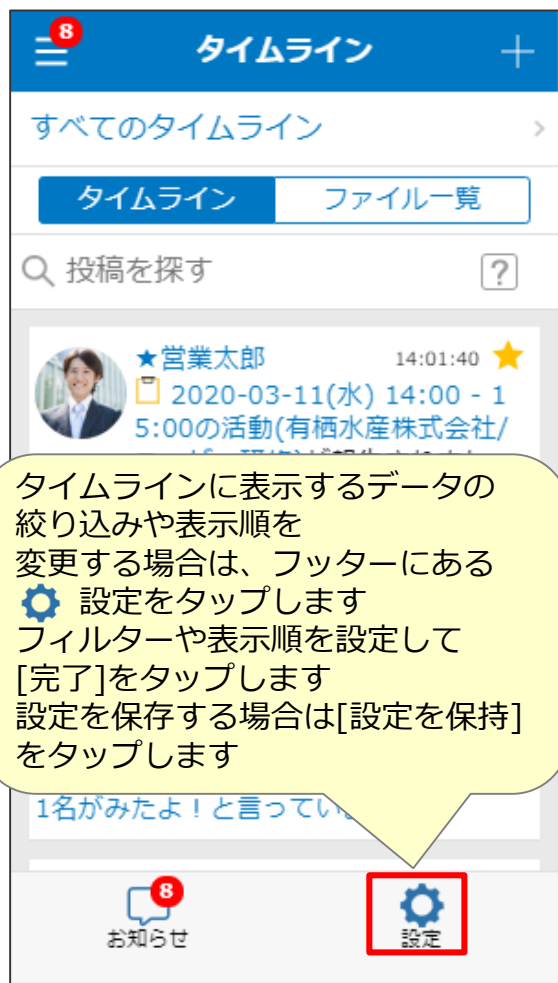 8
タイムライン
すべてのタイムライン
タイムライン ファイル一覧
投稿を探す ?
★営業太郎 14:01:40
2020-03-11(水) 14:00 - 1
5:00の活動(有栖水産株式会社/
タイムラインに表示するデータの
絞り込みや表示順を
変更する場合は、フッターにある
設定をタップします
フィルターや表示順を設定して
[完了]をタップします
設定を保存する場合は[設定を保持]
をタップします
1名がみたよ！と言ってい
8
お知らせ 設定